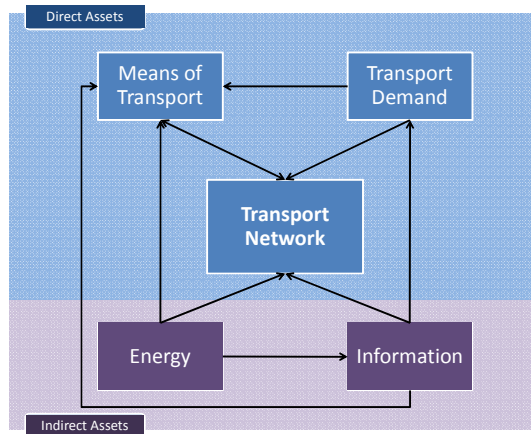 Direct Assets
Means of
Transport
Transport
Demand
Transport
Network
Energy
Information
Indirect Assets